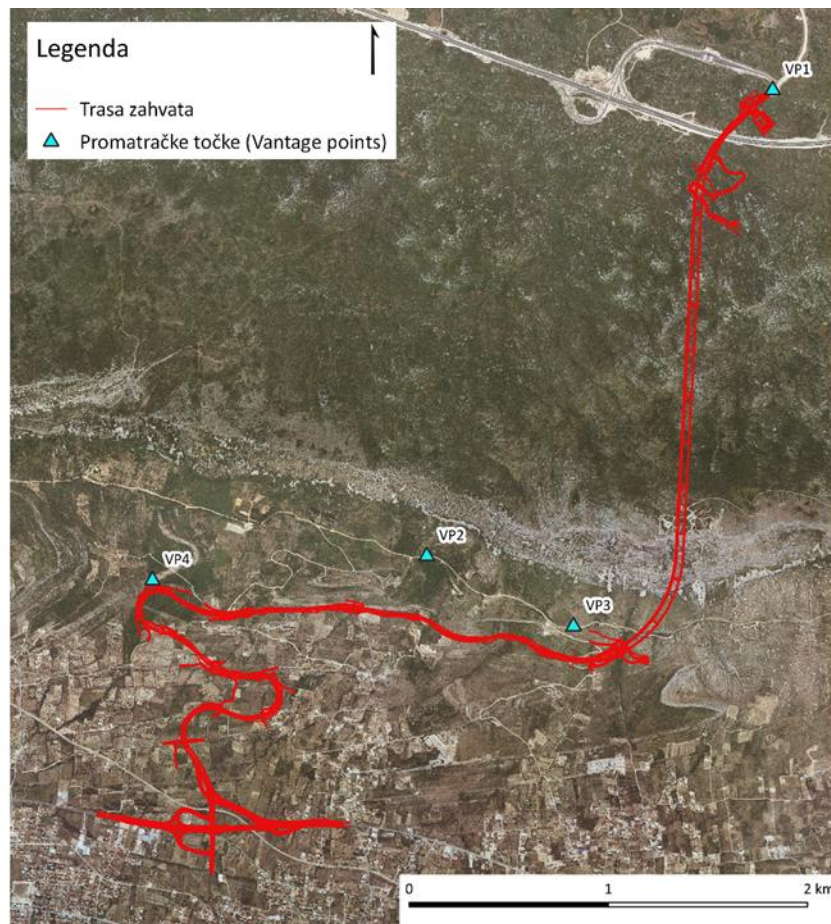 Legenda
Trasa zahvata
Promatračke točke (Vantage points)
VP1
VP2
VP4
VP3
0 1 2 km